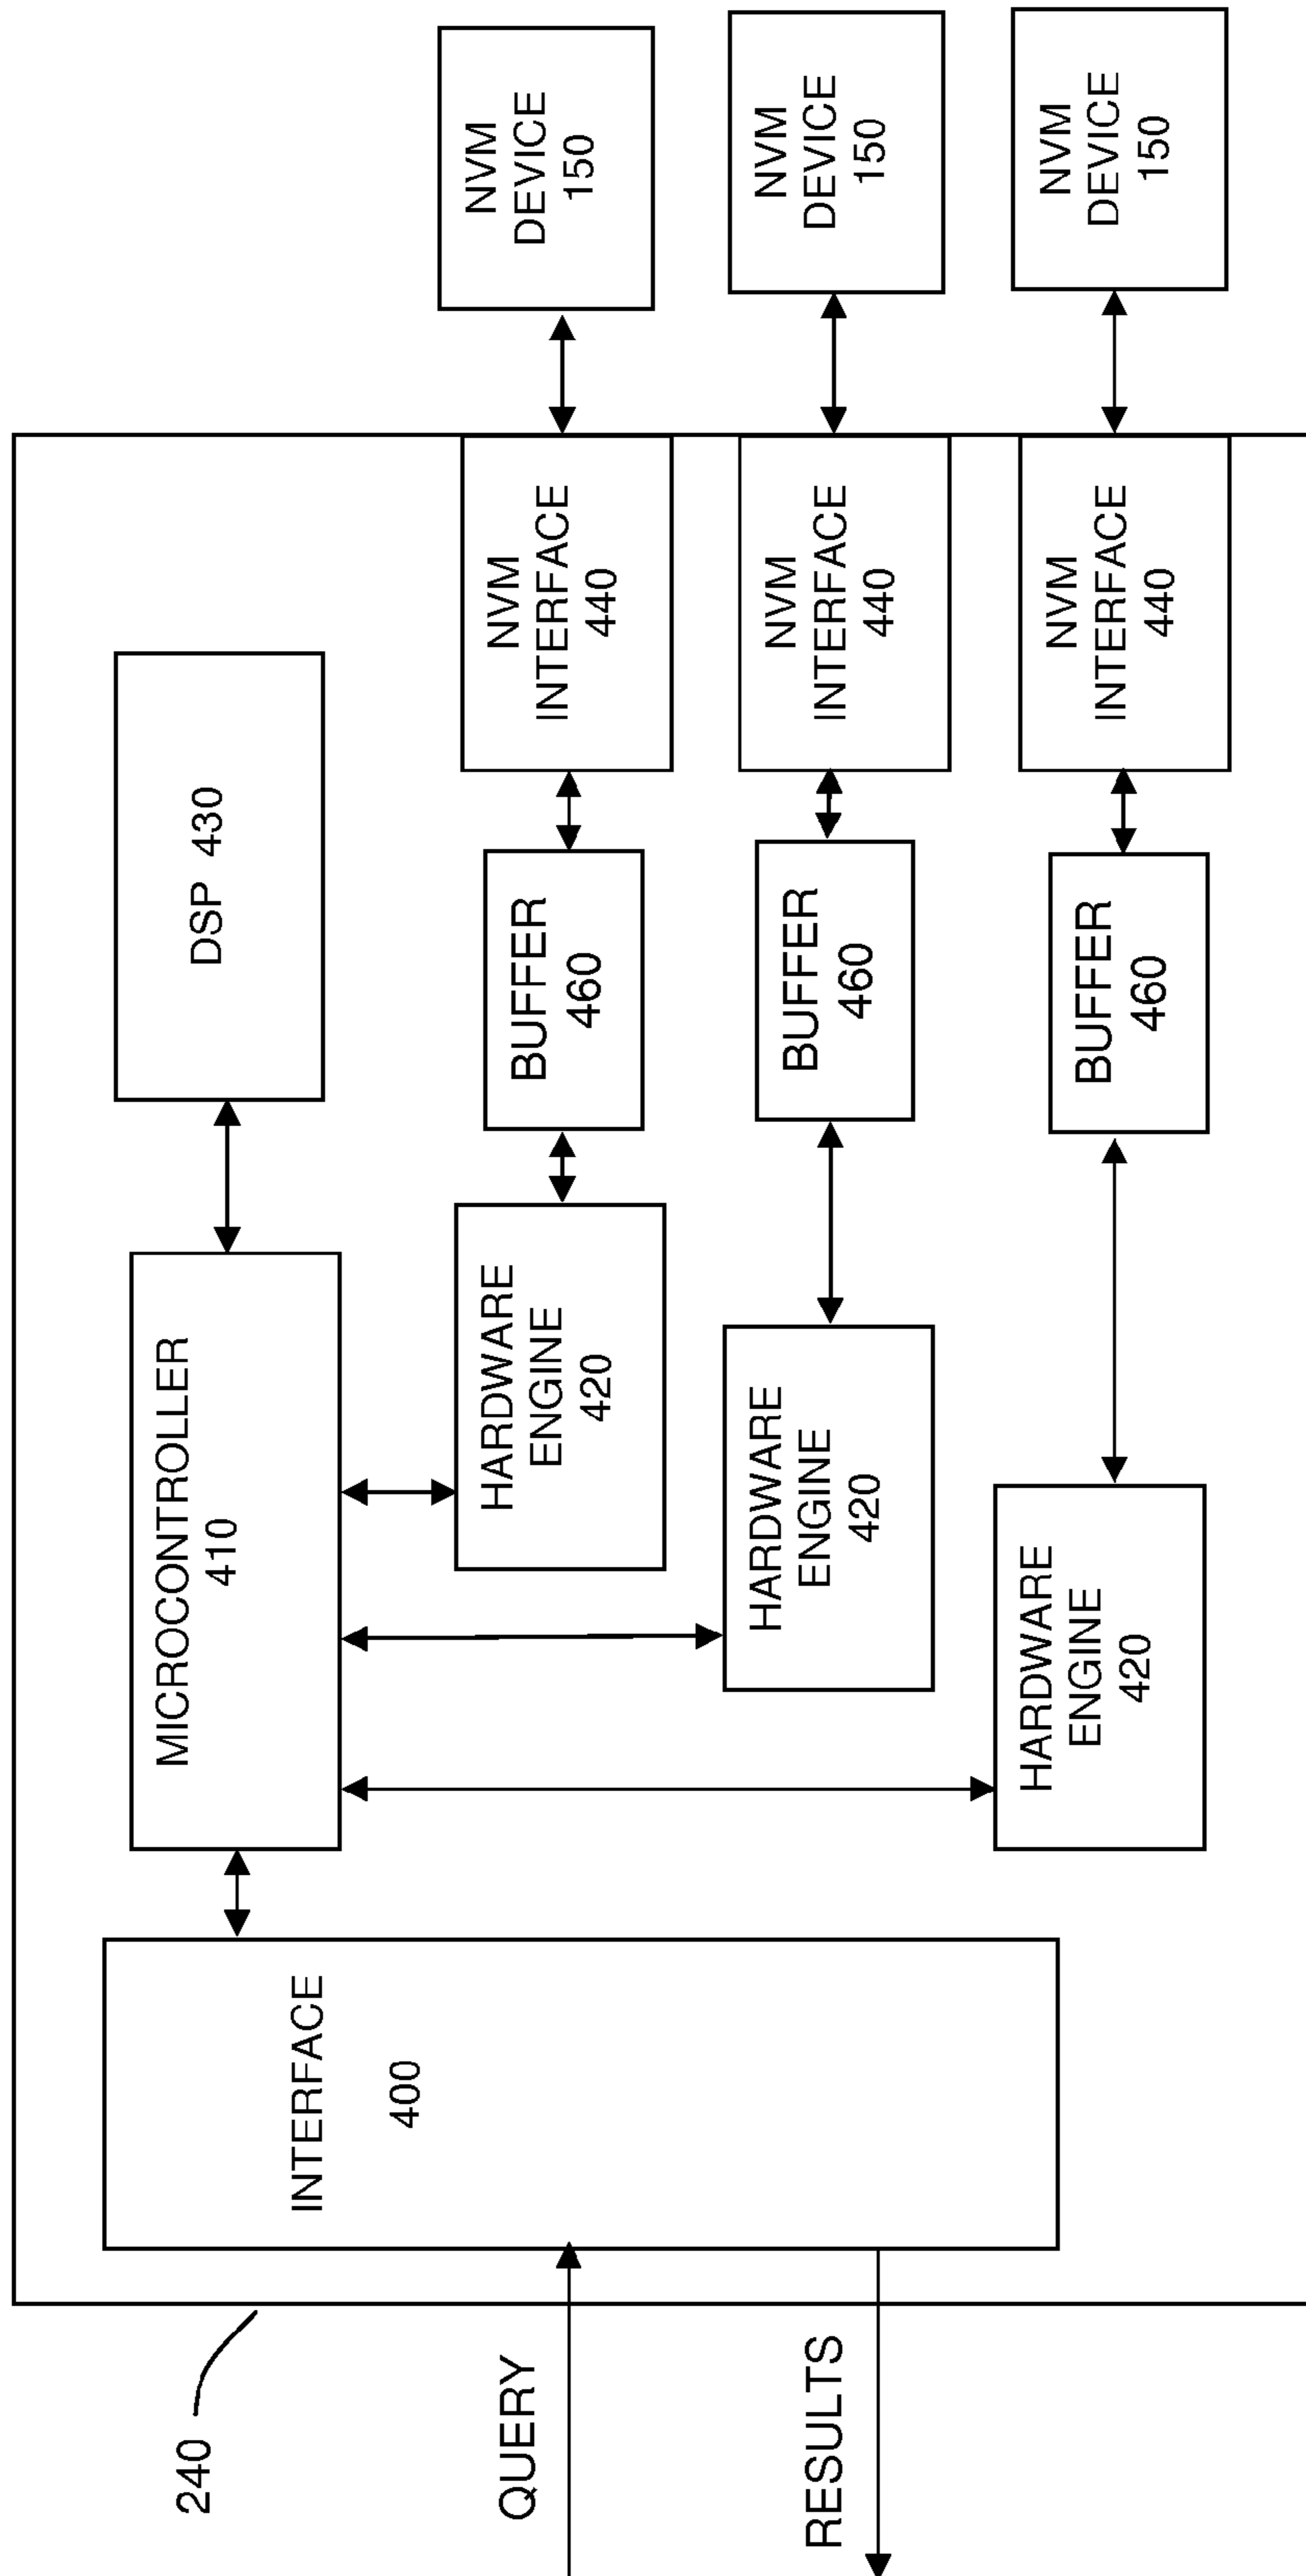 240
QUERY
RESULTS
INTERFACE
400
MICROCONTROLLER
410
DSP 430
HARDWARE
ENGINE
420
BUFFER
460
NVM
INTERFACE
440
NVM
DEVICE
150
HARDWARE
ENGINE
420
BUFFER
460
NVM
INTERFACE
440
NVM
DEVICE
150
HARDWARE
ENGINE
420
BUFFER
460
NVM
INTERFACE
440
NVM
DEVICE
150